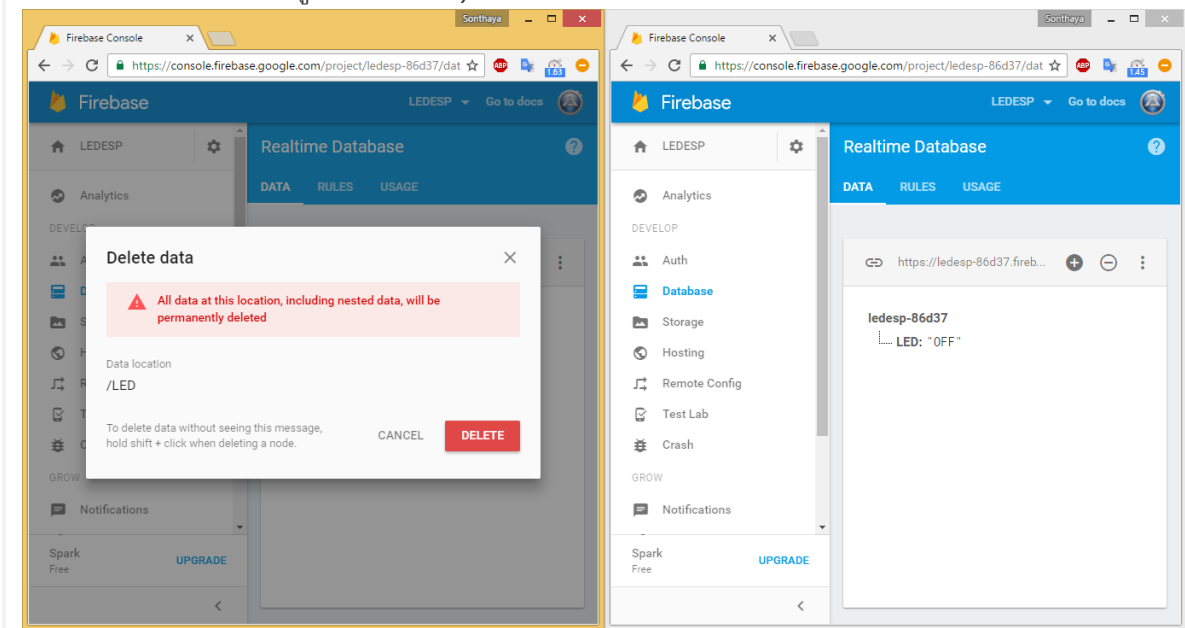 Sonthaya
Firebase Console
https://console.firebase.google.com/project/ledesp-86d37/dat
ABP
1.63
Firebase
LEDESP
Go to docs
LEDESP
Realtime Database
DATA RULES USAGE
Analytics
DEVEL
Delete data
All data at this location, including nested data, will be
permanently deleted
Data location
/LED
To delete data without seeing this message,
hold shift + click when deleting a node.
CANCEL
DELETE
GROW
Notifications
Spark
Free
UPGRADE
Sonthaya
Firebase Console
https://console.firebase.google.com/project/ledesp-86d37/dat
ABP
1.45
Firebase
LEDESP
Go to docs
LEDESP
Realtime Database
DATA RULES USAGE
Analytics
DEVELOP
Auth
Database
Storage
Hosting
Remote Config
Test Lab
Crash
GROW
Notifications
Spark
Free
UPGRADE
https://ledesp-86d37.fireb...
ledesp-86d37
LED: "OFF"